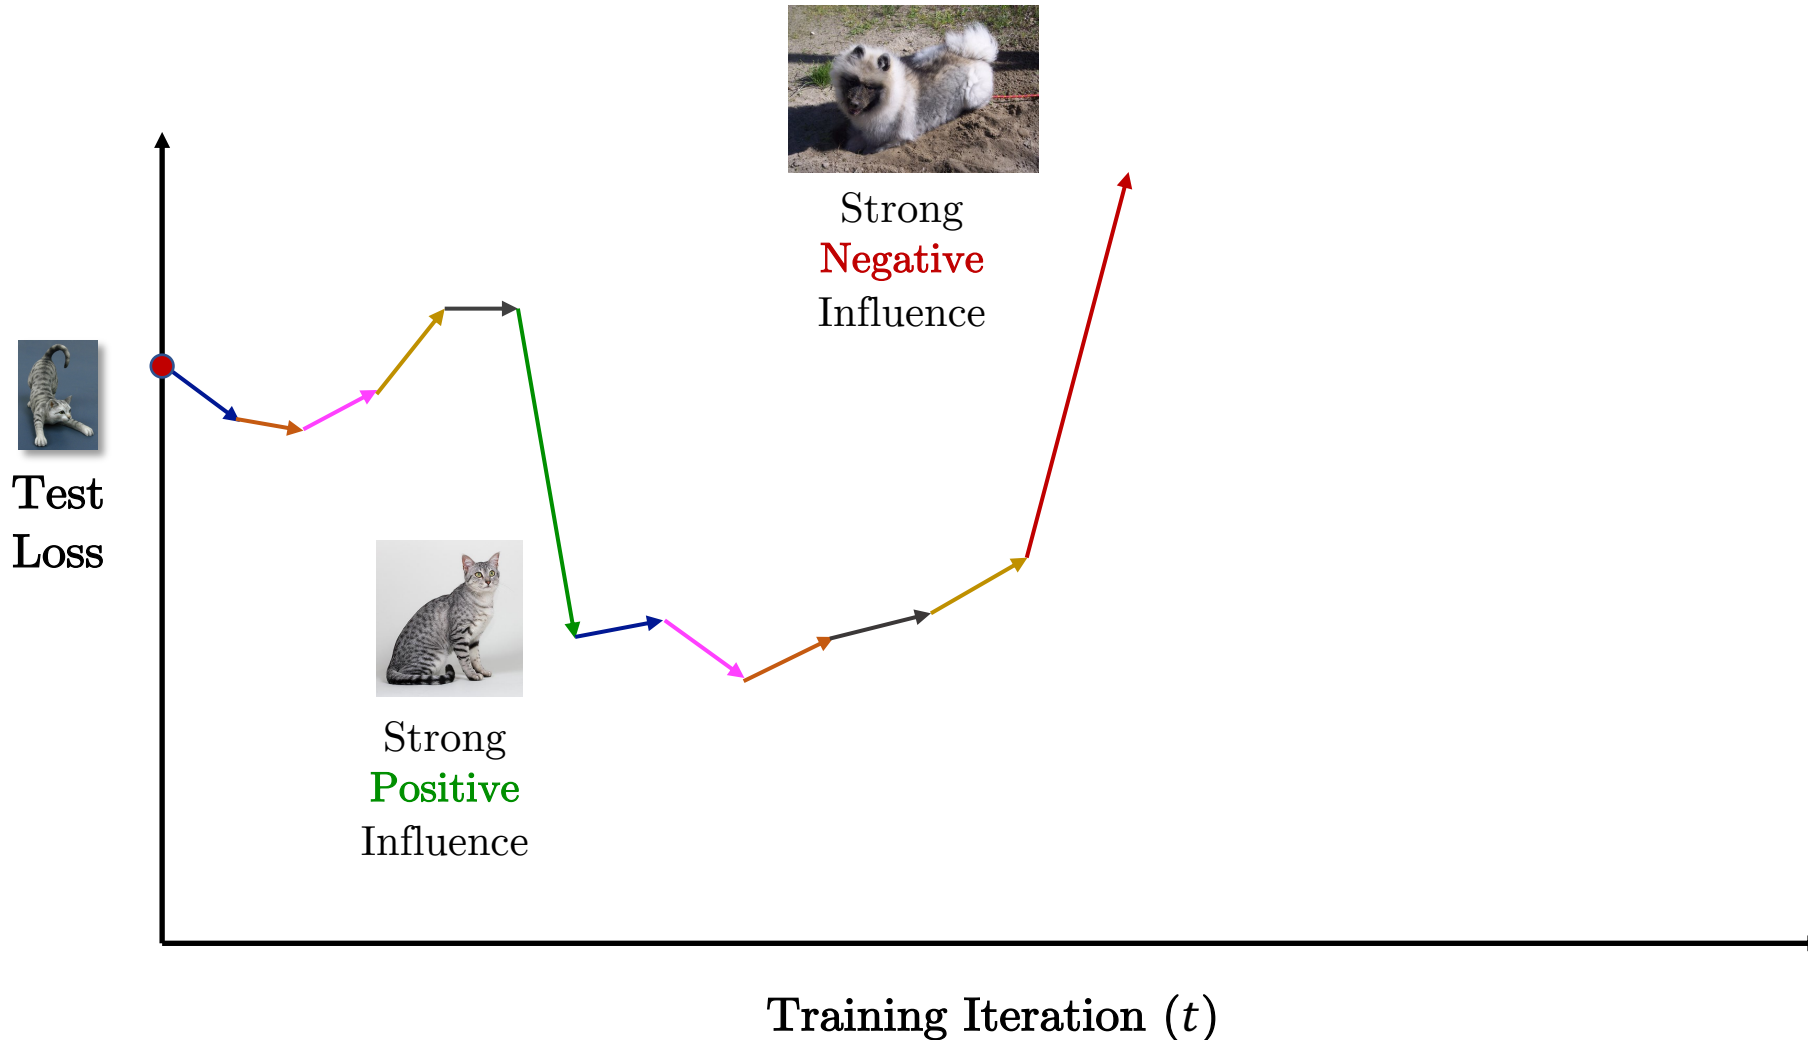 Strong
Negative
Influence
Test
Loss
Strong
Positive
Influence
Training Iteration (t)